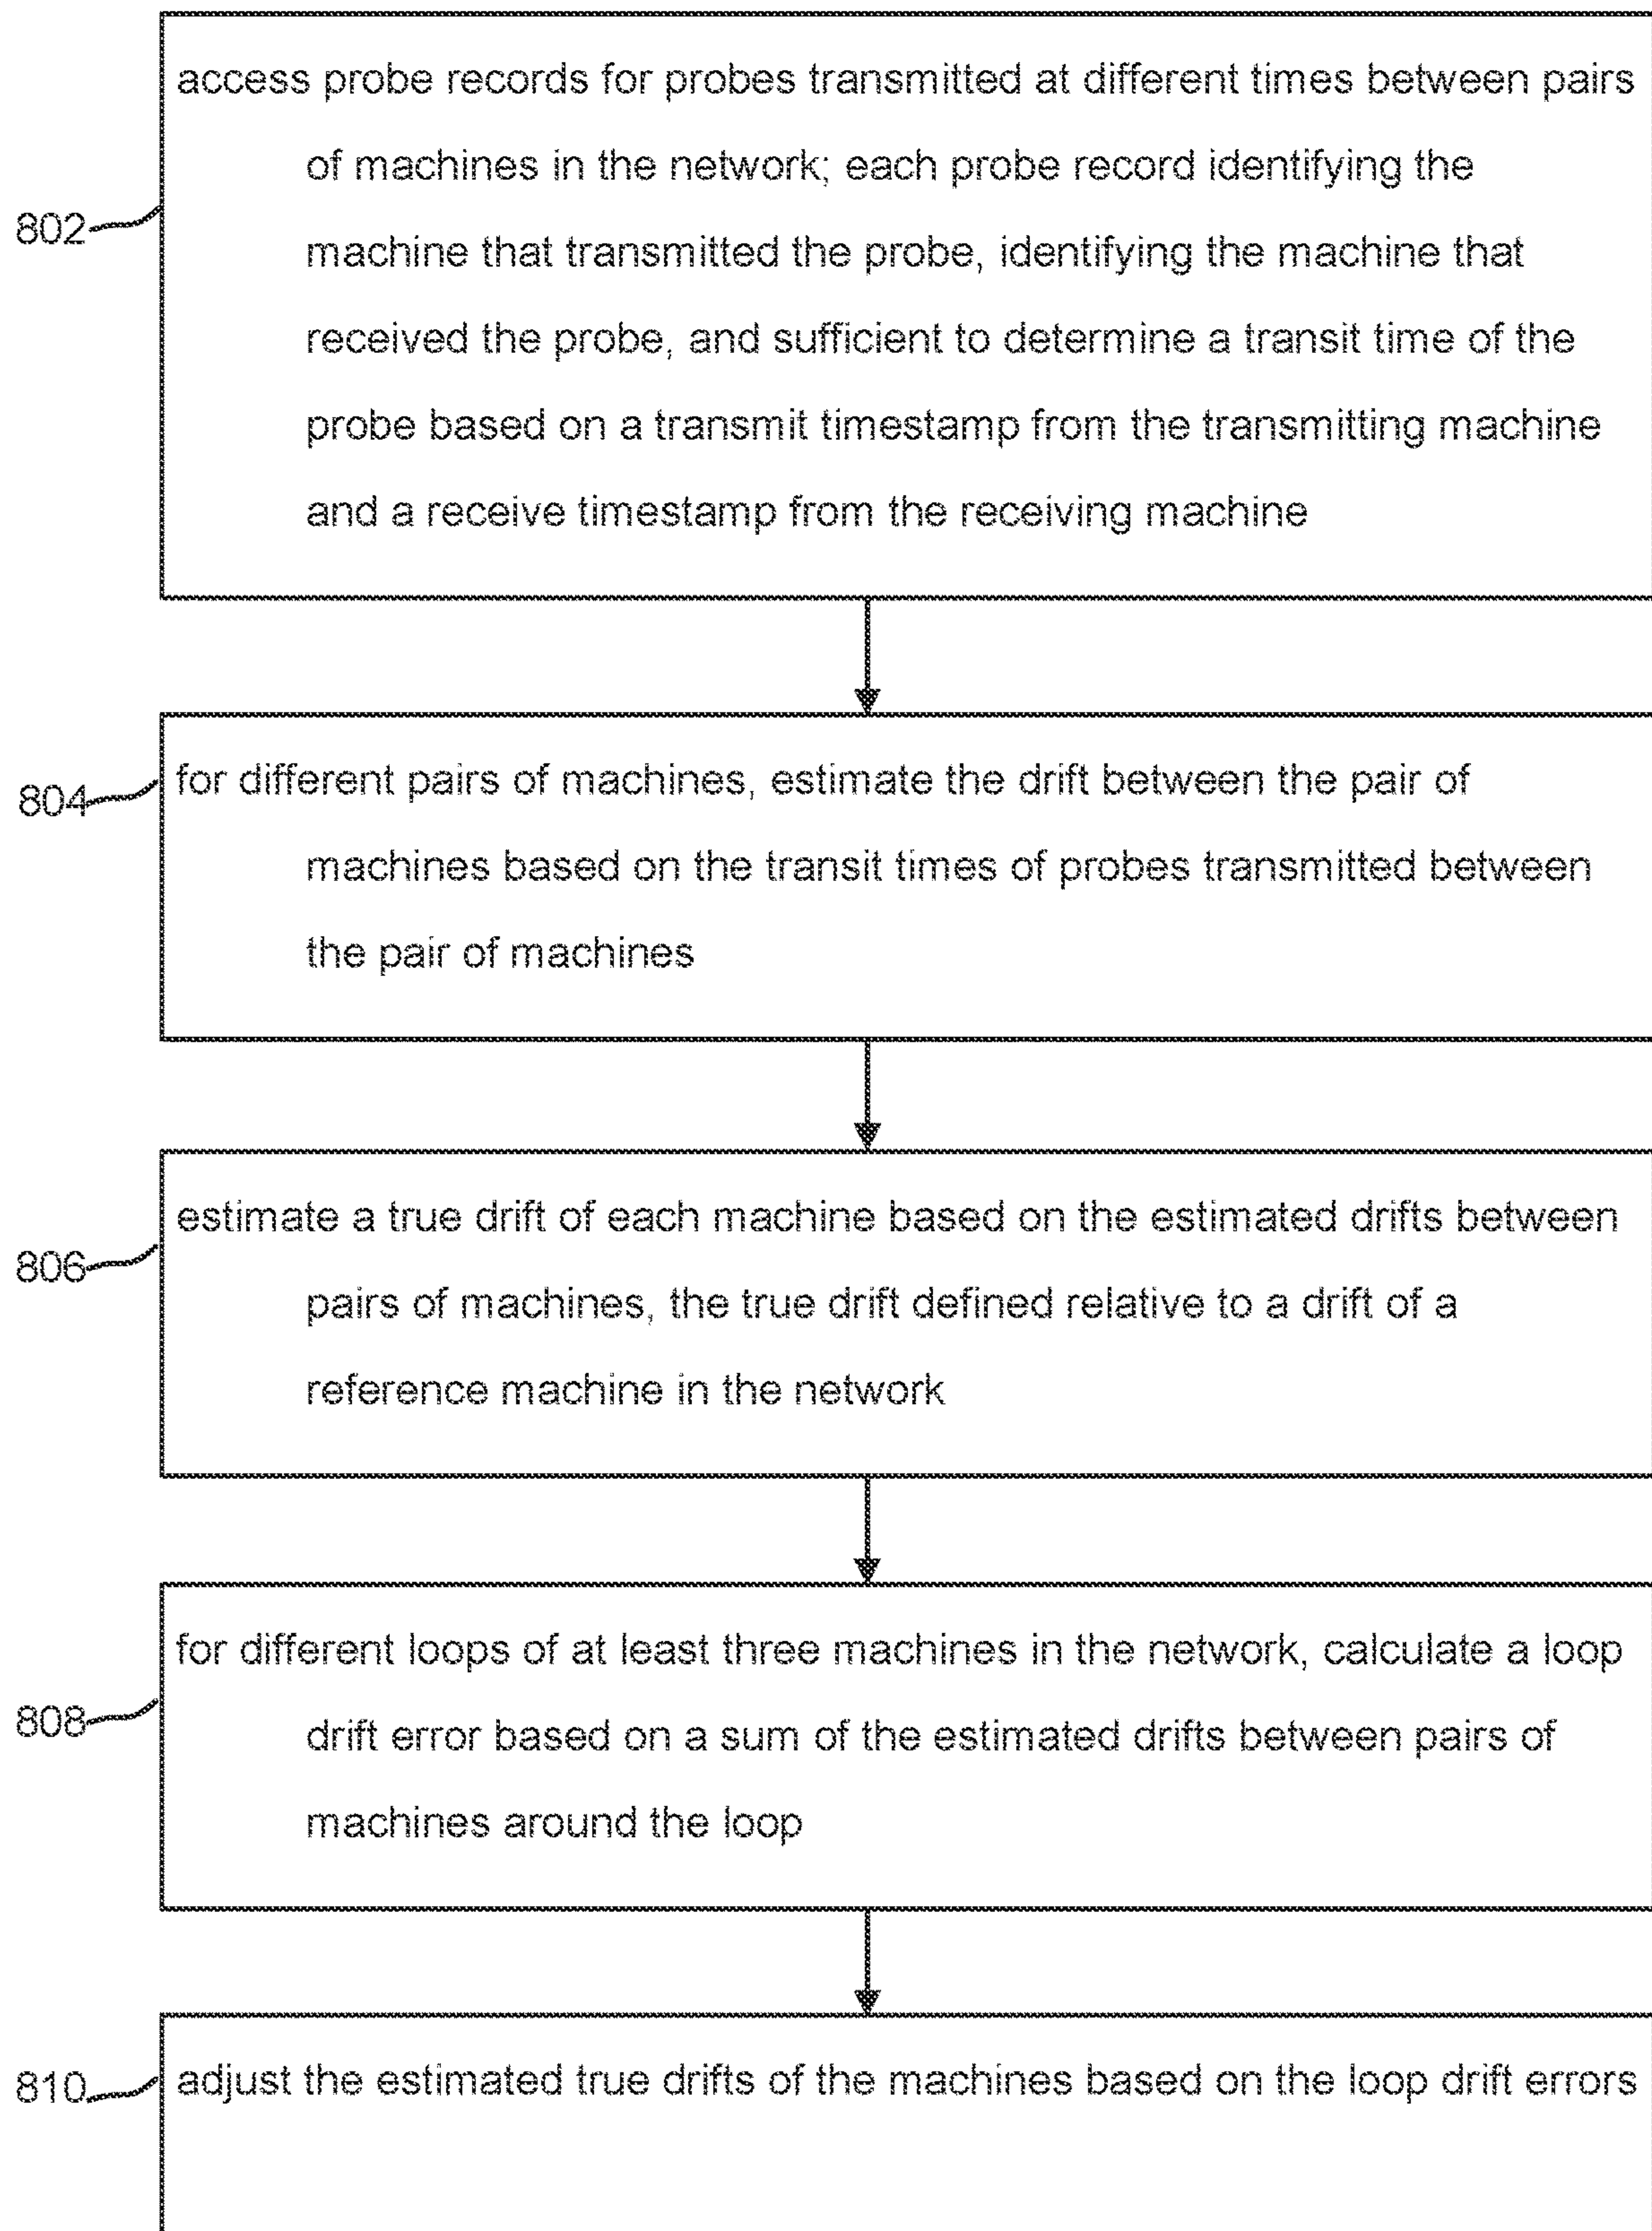 access probe records for probes transmitted at different times between pairs
of machines in the network; each probe record identifying the
802
machine that transmitted the probe, identifying the machine that
received the probe, and sufficient to determine a transit time of the
probe based on a transmit timestamp from the transmitting machine
and a receive timestamp from the receiving machine
804
for different pairs of machines, estimate the drift between the pair of
machines based on the transit times of probes transmitted between
the pair of machines
806
estimate a true drift of each machine based on the estimated drifts between
pairs of machines, the true drift defined relative to a drift of a
reference machine in the network
808
for different loops of at least three machines in the network, calculate a loop
drift error based on a sum of the estimated drifts between pairs of
machines around the loop
810
adjust the estimated true drifts of the machines based on the loop drift errors